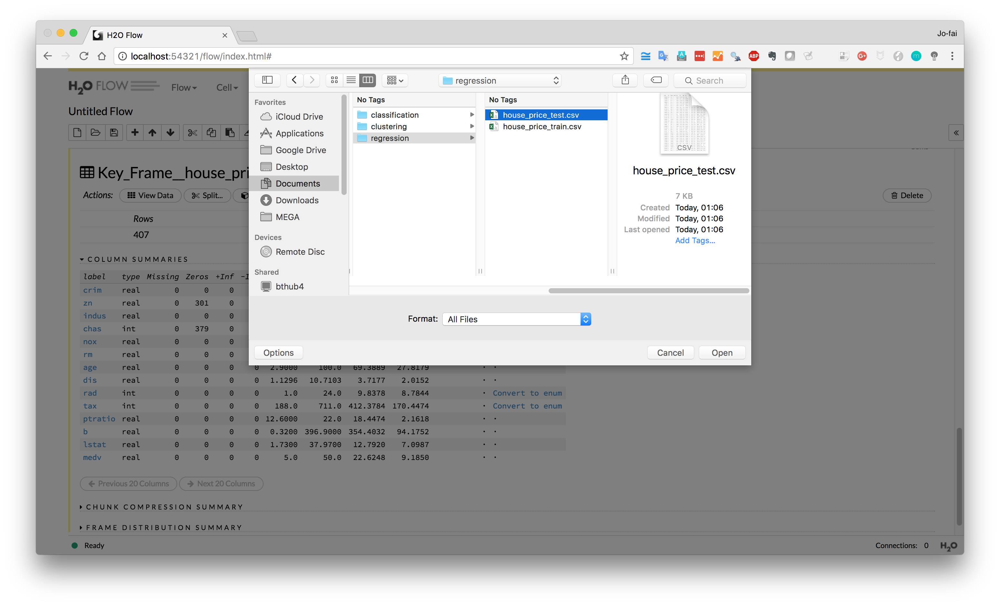 H2O Flow
Jo-fai
localhost:54321/flow/index.html#
ABP
H2O FLOW
Flow
Cell
Untitled Flow
regression
Search
Favorites
iCloud Drive
Applications
Google Drive
Desktop
Documents
Downloads
MEGA
Devices
Remote Disc
Shared
bthub4
No Tags
classification
clustering
regression
No Tags
house_price_test.csv
house_price_train.csv
CSV
house_price_test.csv
7 KB
Created Today, 01:06
Modified Today, 01:06
Last opened Today, 01:06
Add Tags...
Format: All Files
Options
Cancel
Open
Key_Frame__house_pri
Actions: View Data Split... Delete
Rows
407
COLUMN SUMMARIES
label type Missing Zeros +Inf -I
crim real 0 0 0
zn real 0 301 0
indus real 0 0 0
chas int 0 379 0
nox real 0 0 0
rm real 0 0 0
age real 0 0 0 0 2.9000 100.0 69.3889 27.8179 · ·
dis real 0 0 0 0 1.1296 10.7103 3.7177 2.0152 · ·
rad int 0 0 0 0 1.0 24.0 9.8378 8.7844 · Convert to enum
tax int 0 0 0 0 188.0 711.0 412.3784 170.4474 · Convert to enum
ptratio real 0 0 0 0 12.6000 22.0 18.4474 2.1618 · ·
b real 0 0 0 0 0.3200 396.9000 354.4032 94.1752 · ·
lstat real 0 0 0 0 1.7300 37.9700 12.7920 7.0987 · ·
medv real 0 0 0 0 5.0 50.0 22.6248 9.1850 · ·
Previous 20 Columns Next 20 Columns
CHUNK COMPRESSION SUMMARY
FRAME DISTRIBUTION SUMMARY
Ready
Connections: 0 H2O